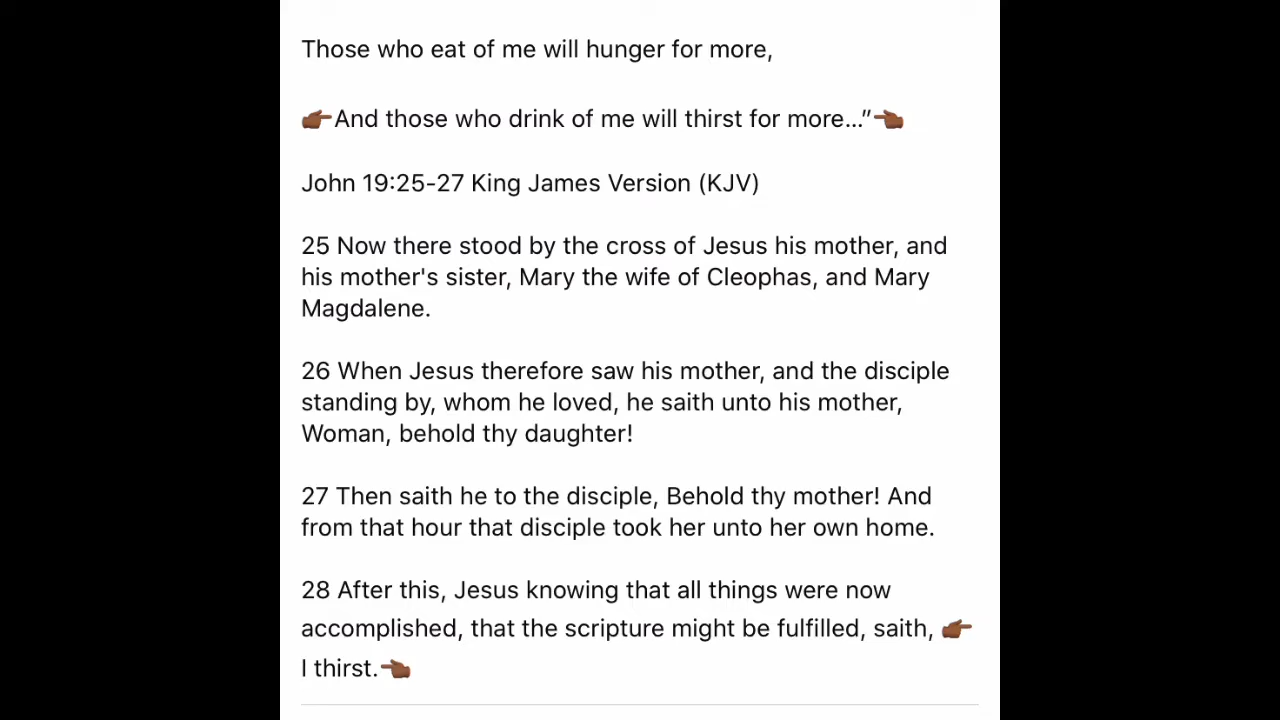 Those who eat of me will hunger for more,
👉🏾And those who drink of me will thirst for more...”👈🏾
John 19:25-27 King James Version (KJV)
25 Now there stood by the cross of Jesus his mother, and
his mother's sister, Mary the wife of Cleophas, and Mary
Magdalene.
26 When Jesus therefore saw his mother, and the disciple
standing by, whom he loved, he saith unto his mother,
Woman, behold thy daughter!
27 Then saith he to the disciple, Behold thy mother! And
from that hour that disciple took her unto her own home.
28 After this, Jesus knowing that all things were now
accomplished, that the scripture might be fulfilled, saith, 👉🏾
I thirst.👈🏾